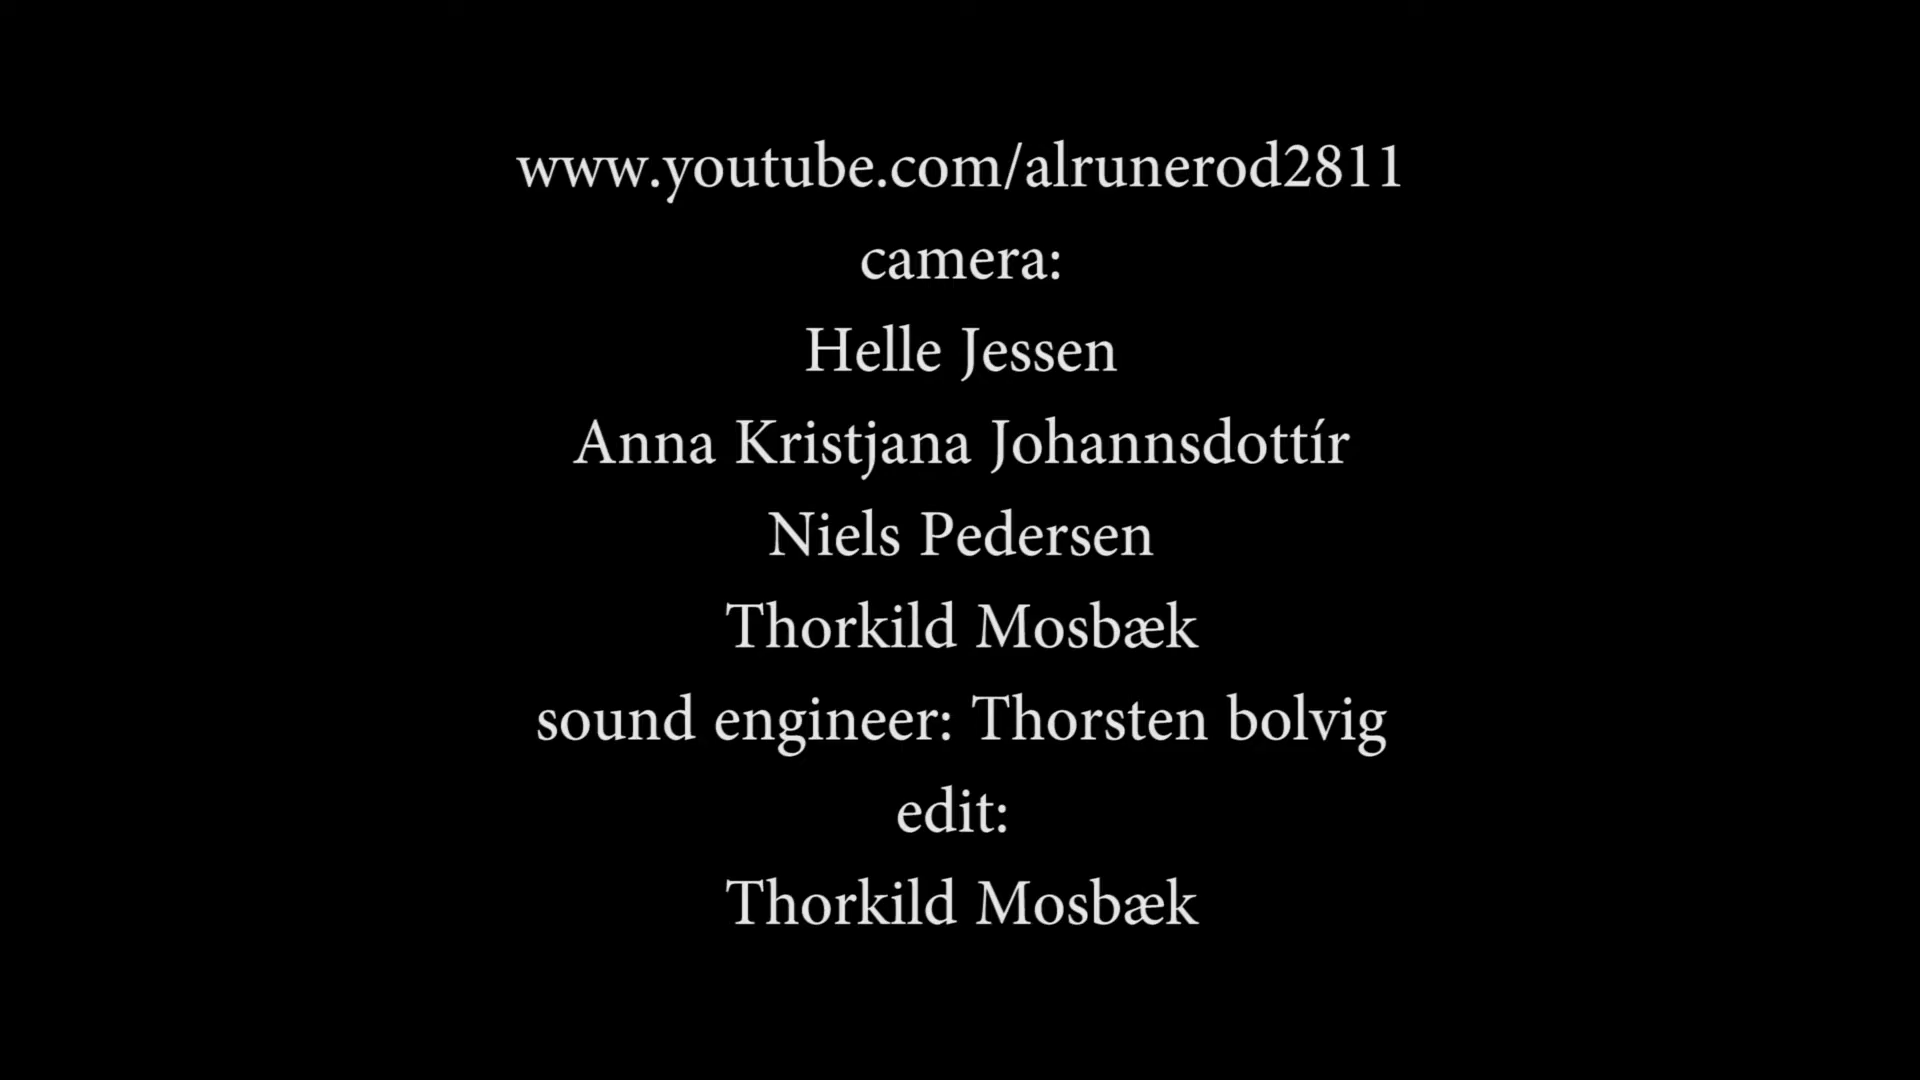 www.youtube.com/alrunerod2811
camera:
Helle Jessen
Anna Kristjana Johannsdottír
Niels Pedersen
Thorkild Mosbæk
sound engineer: Thorsten bolvig
edit:
Thorkild Mosbæk